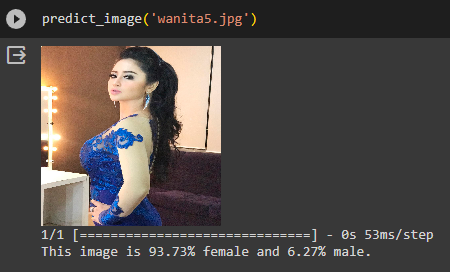 predict_image('wanita5.jpg')
1/1 [==============================] - 0s 53ms/step
This image is 93.73% female and 6.27% male.